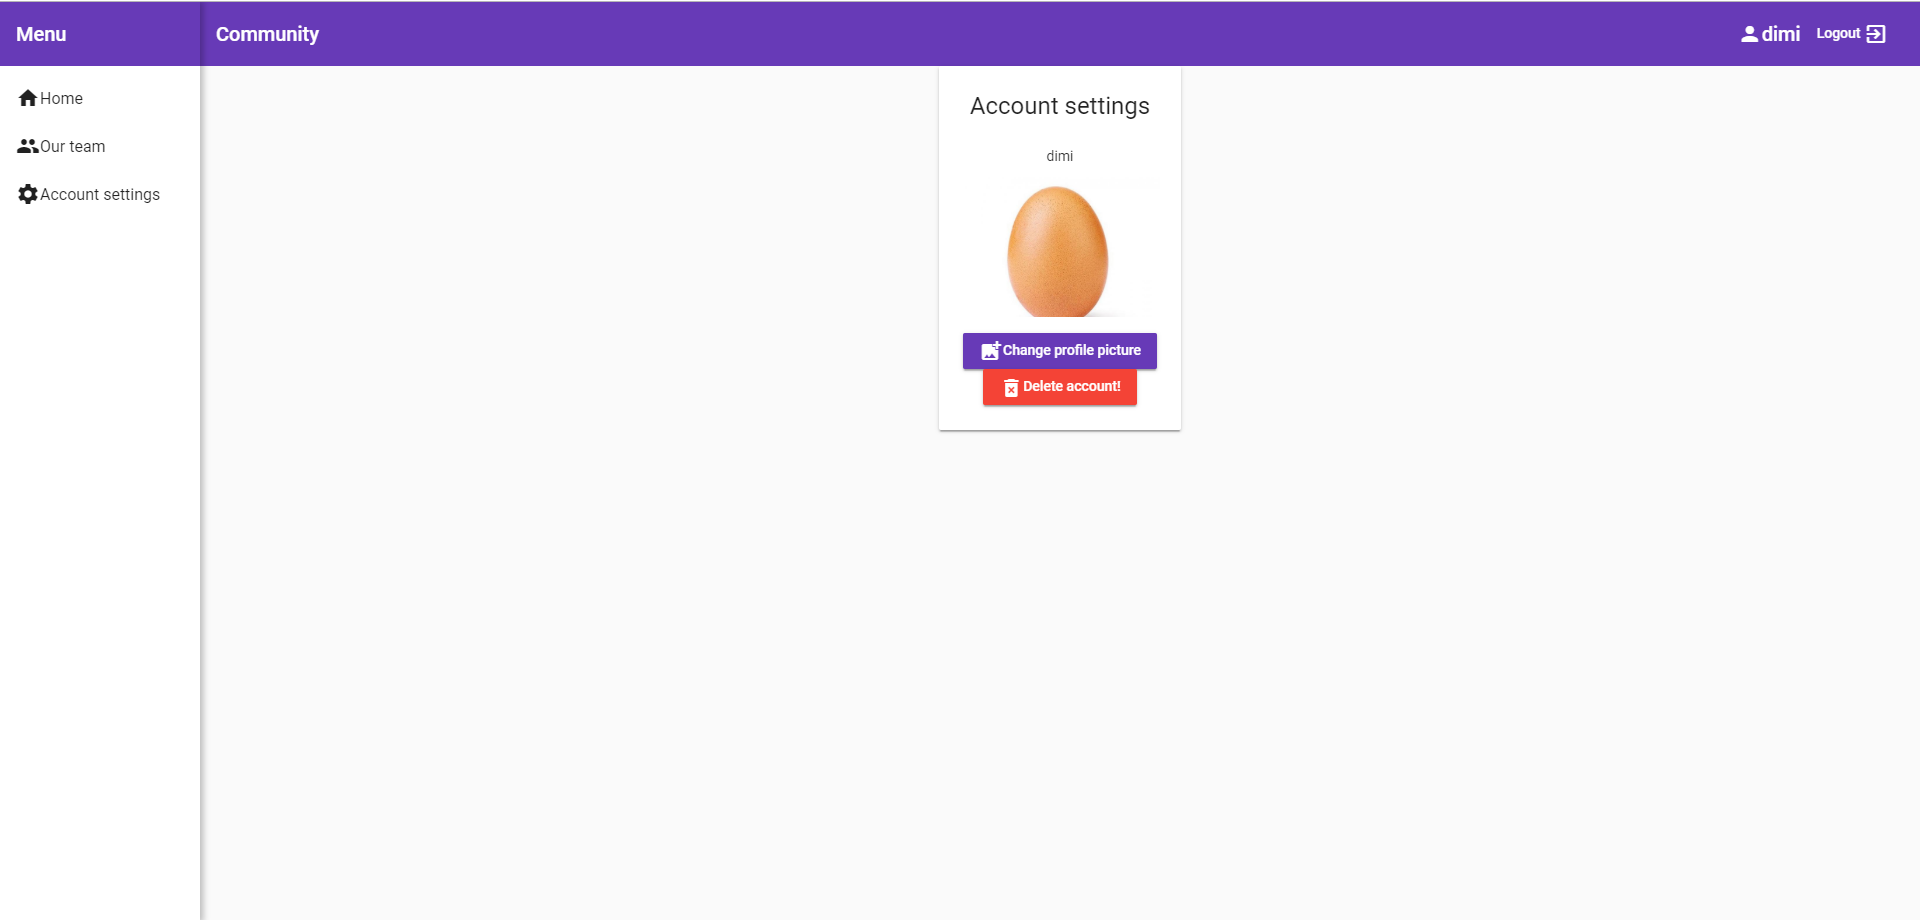 Menu
Community
dimi
Logout
Home
Our team
Account settings
Account settings
dimi
Change profile picture
Delete account!